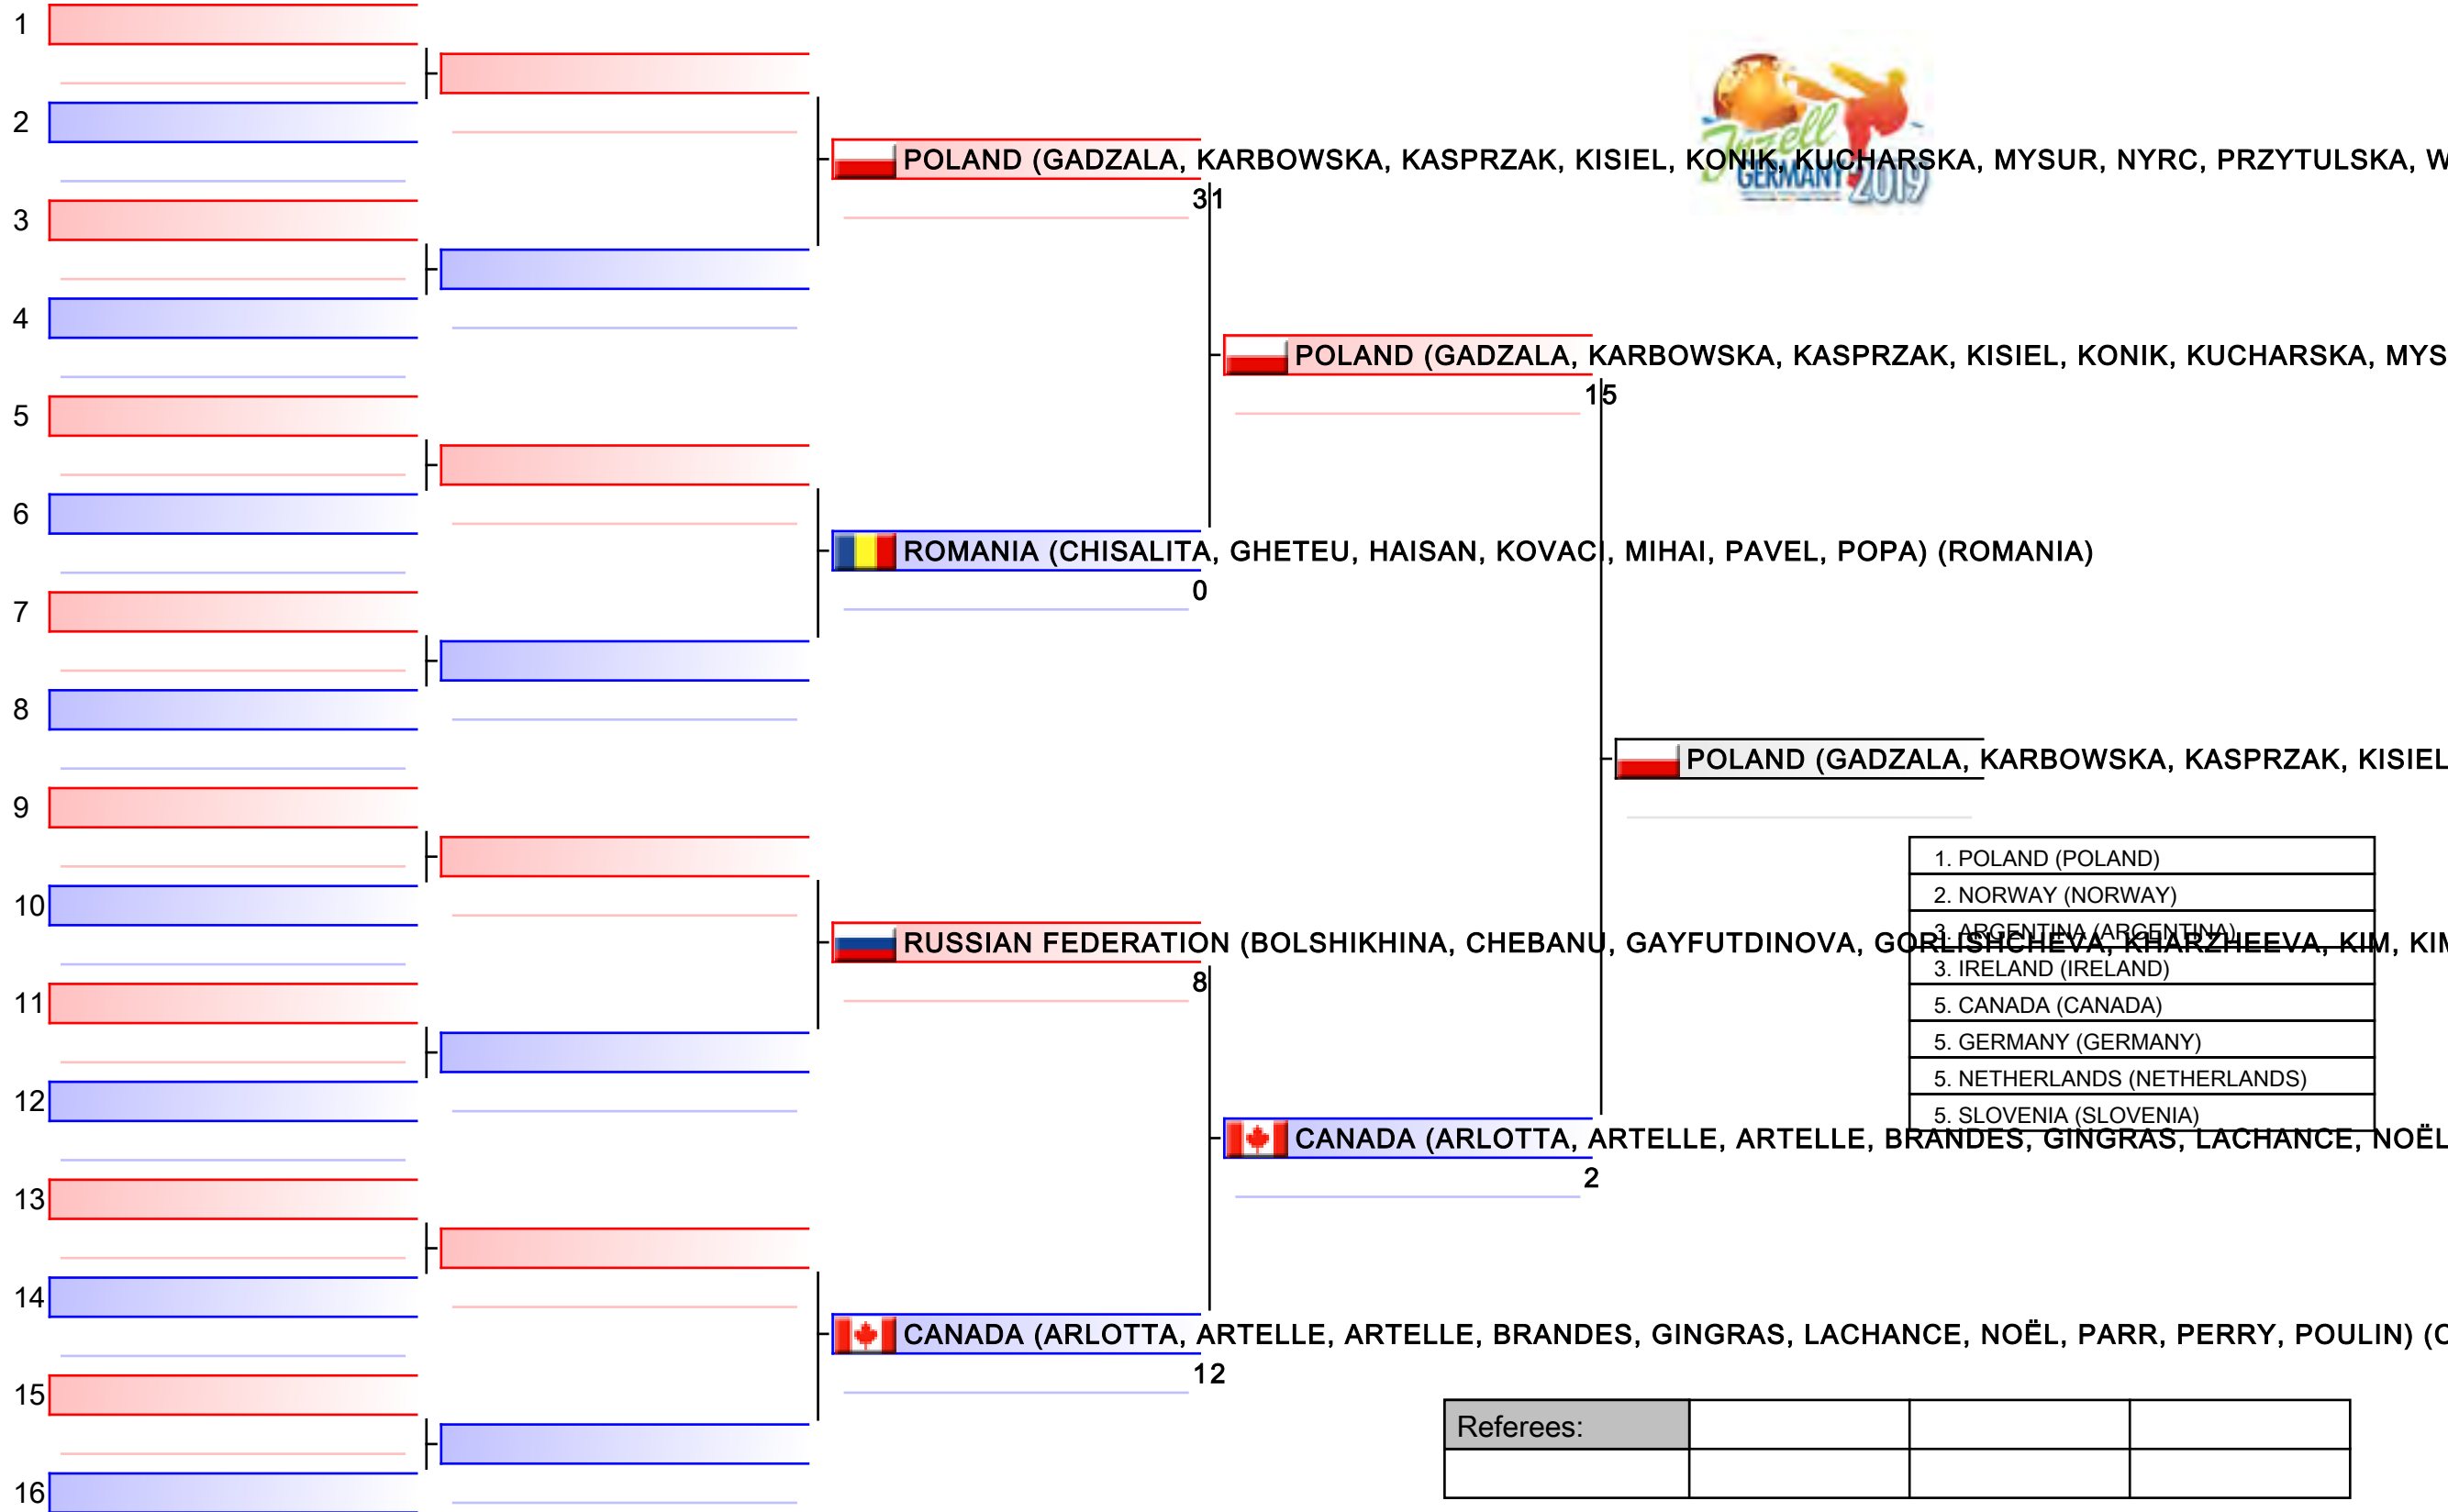 1
2
POLAND (GADZALA, KARBOWSKA, KASPRZAK, KISIEL, KONIK, KUCHARSKA, MYSUR, NYRC, PRZYTULSKA, W
Inzell
GERMANY 2019
31
3
4
POLAND (GADZALA, KARBOWSKA, KASPRZAK, KISIEL, KONIK, KUCHARSKA, MYS
15
5
6
ROMANIA (CHISALITA, GHETEU, HAISAN, KOVACI, MIHAI, PAVEL, POPA) (ROMANIA)
0
7
8
POLAND (GADZALA, KARBOWSKA, KASPRZAK, KISIEL
9
1. POLAND (POLAND)
2. NORWAY (NORWAY)
10
3. ARGENTINA (ARGENTINA)
RUSSIAN FEDERATION (BOLSHIKHINA, CHEBANU, GAYFUTDINOVA, GORLISHCHEVA, KHARZHEEVA, KIM, KIM
3. IRELAND (IRELAND)
8
11
5. CANADA (CANADA)
5. GERMANY (GERMANY)
5. NETHERLANDS (NETHERLANDS)
12
5. SLOVENIA (SLOVENIA)
CANADA (ARLOTTA, ARTELLE, ARTELLE, BRANDES, GINGRAS, LACHANCE, NOËL
2
13
14
CANADA (ARLOTTA, ARTELLE, ARTELLE, BRANDES, GINGRAS, LACHANCE, NOËL, PARR, PERRY, POULIN) (C
12
15
Referees:
16